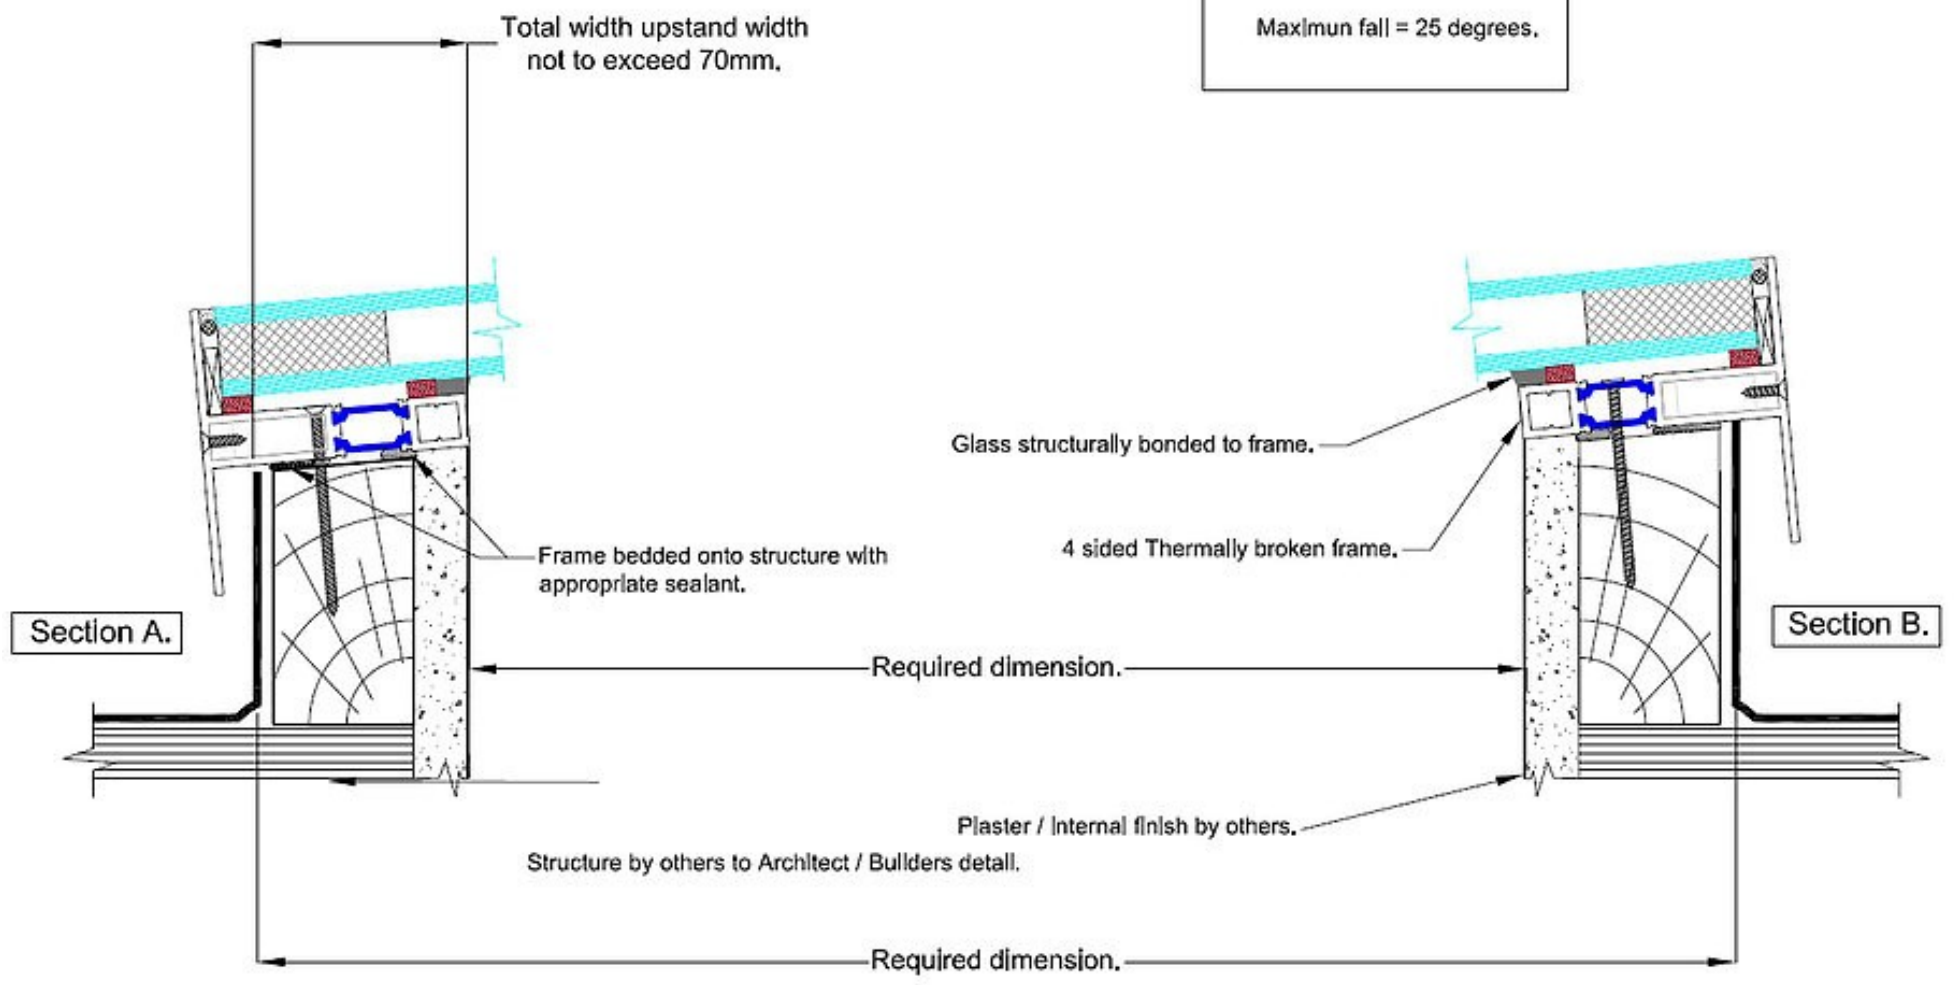 Total width upstand width
not to exceed 70mm.
Maximun fall = 25 degrees.
Glass structurally bonded to frame.
4 sided Thermally broken frame.
Frame bedded onto structure with
appropriate sealant.
Section A.
Section B.
Required dimension.
Plaster / Internal finish by others.
Structure by others to Architect / Builders detail.
Required dimension.